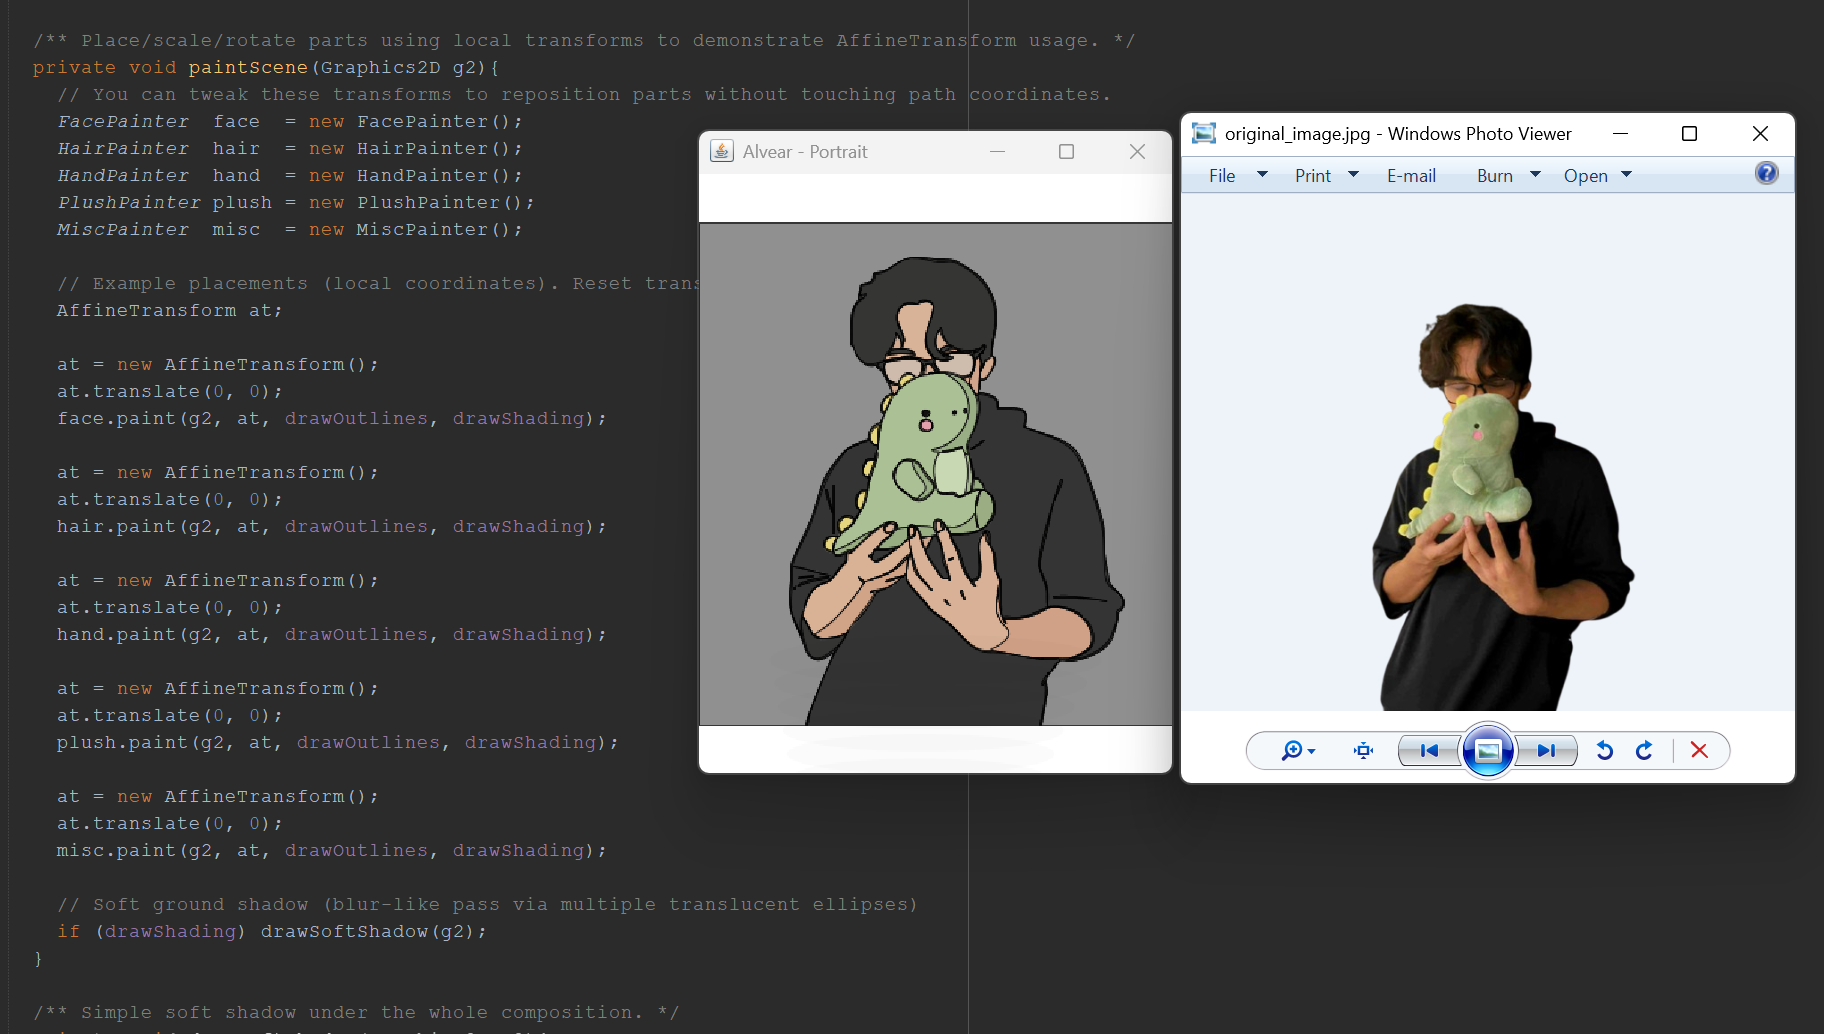 /** Place/scale/rotate parts using local transforms to demonstrate AffineTransform usage. */
private void paintScene(Graphics2D g2){
// You can tweak these transforms to reposition parts without touching path coordinates.
FacePainter face = new FacePainter();
HairPainter hair = new HairPainter();
HandPainter hand = new HandPainter();
PlushPainter plush = new PlushPainter();
MiscPainter misc = new MiscPainter();
// Example placements (local coordinates). Reset trans
AffineTransform at;
at = new AffineTransform();
at.translate(0, 0);
face.paint(g2, at, drawOutlines, drawShading);
at = new AffineTransform();
at.translate(0, 0);
hair.paint(g2, at, drawOutlines, drawShading);
at = new AffineTransform();
at.translate(0, 0);
hand.paint(g2, at, drawOutlines, drawShading);
at = new AffineTransform();
at.translate(0, 0);
plush.paint(g2, at, drawOutlines, drawShading);
at = new AffineTransform();
at.translate(0, 0);
misc.paint(g2, at, drawOutlines, drawShading);
// Soft ground shadow (blur-like pass via multiple translucent ellipses)
if (drawShading) drawSoftShadow(g2);
}
/** Simple soft shadow under the whole composition. */
Alvear - Portrait
original_image.jpg - Windows Photo Viewer
File Print E-mail Burn Open